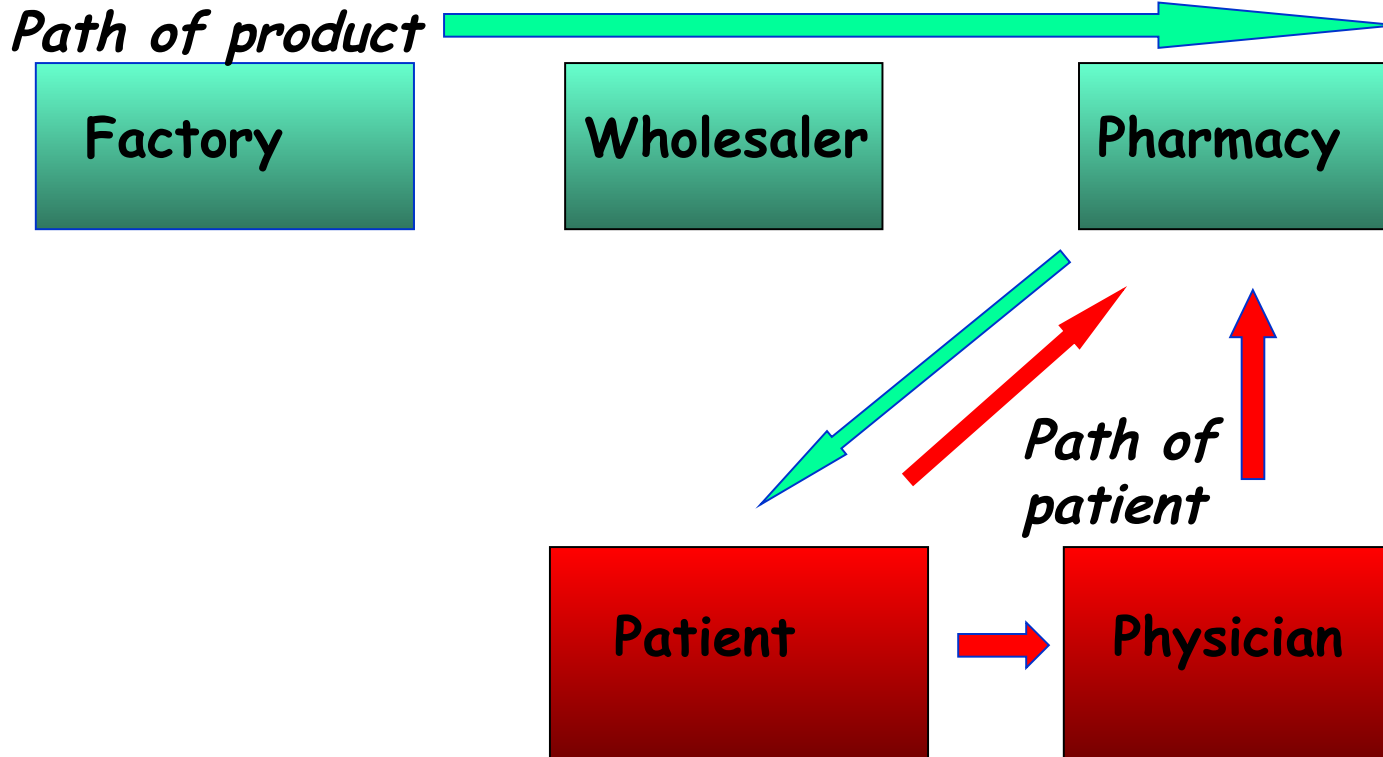 Path of product
Factory
Wholesaler
Pharmacy
Path of
patient
Patient
Physician